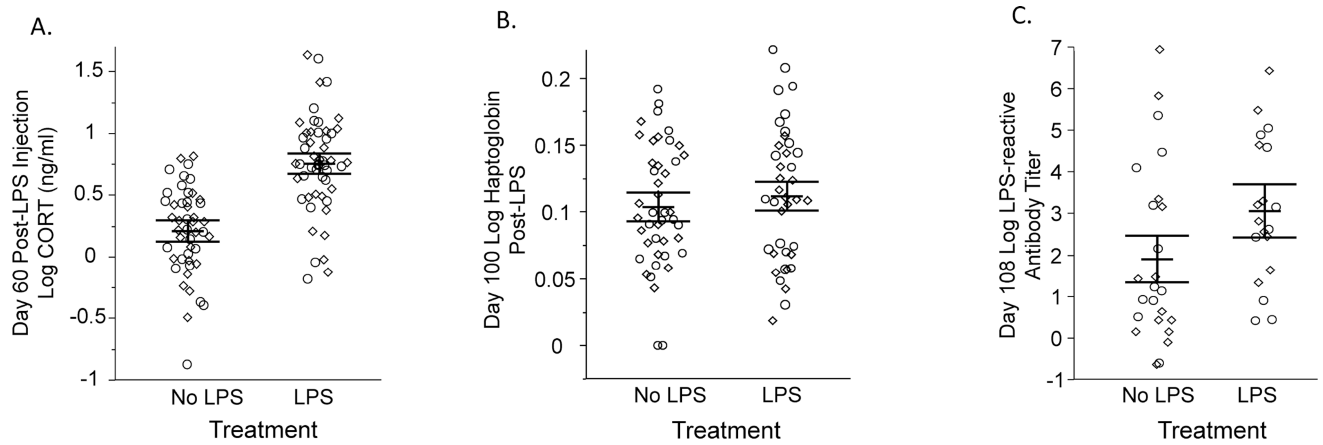 A.
Day 60 Post-LPS Injection
Log CORT (ng/ml)
1.5
1
0.5
0
-0.5
-1
No LPS
LPS
Treatment
B.
Day 100 Log Haptoglobin
Post-LPS
0.2
0.15
0.1
0.05
0
No LPS
LPS
Treatment
C.
Day 108 Log LPS-reactive
Antibody Titer
7
6
5
4
3
2
1
0
-1
No LPS
LPS
Treatment